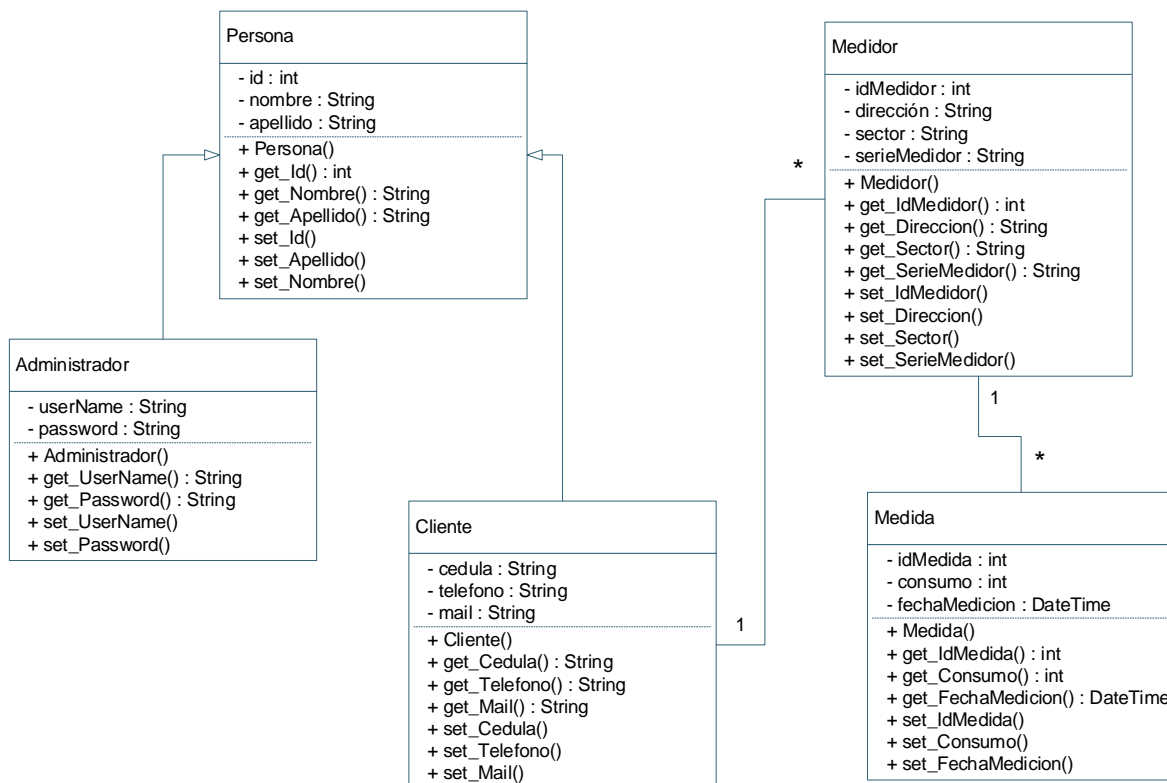 Persona
- id : int
- nombre : String
- apellido : String
+ Persona()
+ get_Id() : int
+ get_Nombre() : String
+ get_Apellido() : String
+ set_Id()
+ set_Apellido()
+ set_Nombre()
Medidor
- idMedidor : int
- dirección : String
- sector : String
- serieMedidor : String
+ Medidor()
+ get_IdMedidor() : int
+ get_Direccion() : String
+ get_Sector() : String
+ get_SerieMedidor() : String
+ set_IdMedidor()
+ set_Direccion()
+ set_Sector()
+ set_SerieMedidor()
*
1
*
Administrador
- userName : String
- password : String
+ Administrador()
+ get_UserName() : String
+ get_Password() : String
+ set_UserName()
+ set_Password()
Cliente
- cedula : String
- telefono : String
- mail : String
+ Cliente()
+ get_Cedula() : String
+ get_Telefono() : String
+ get_Mail() : String
+ set_Cedula()
+ set_Telefono()
+ set_Mail()
1
Medida
- idMedida : int
- consumo : int
- fechaMedicion : DateTime
+ Medida()
+ get_IdMedida() : int
+ get_Consumo() : int
+ get_FechaMedicion() : DateTime
+ set_IdMedida()
+ set_Consumo()
+ set_FechaMedicion()